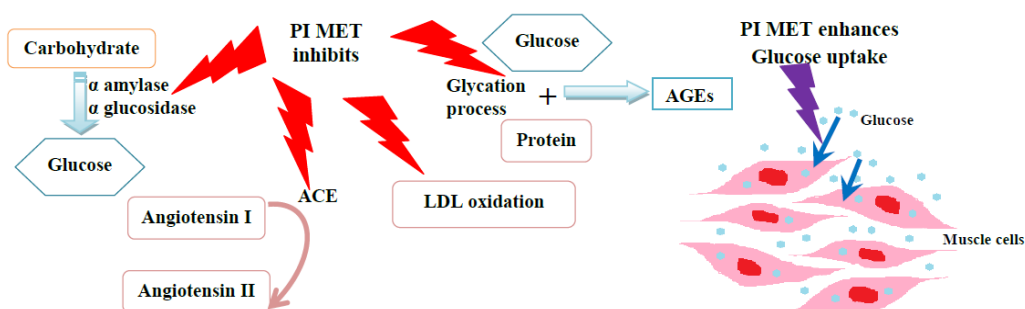 Carbohydrate
α amylase
α glucosidase
Glucose
PI MET
inhibits
ACE
Angiotensin I
Angiotensin II
LDL oxidation
Glucose
Glycation
process
+
Protein
AGEs
PI MET enhances
Glucose uptake
Glucose
Muscle cells